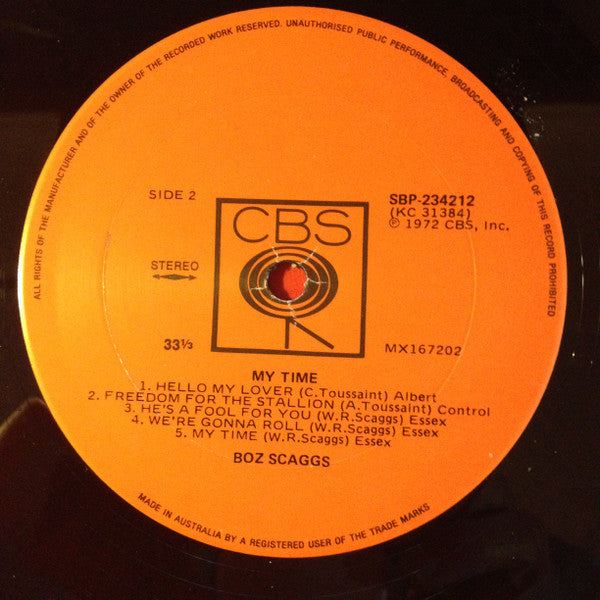 ALL RIGHTS OF THE MANUFACTURER AND OF THE OWNER OF THE RECORDED WORK RESERVED. UNAUTHORISED PUBLIC PERFORMANCE, BROADCASTING AND COPYING OF THIS RECORD PROHIBITED
SIDE 2
CBS
SBP-234212
(KC 31384)
℗ 1972 CBS, Inc.
STEREO
33⅓
MX167202
MY TIME
1. HELLO MY LOVER (C.Toussaint) Albert
2. FREEDOM FOR THE STALLION (A.Toussaint) Control
3. HE'S A FOOL FOR YOU (W.R.Scaggs) Essex
4. WE'RE GONNA ROLL (W.R.Scaggs) Essex
5. MY TIME (W.R.Scaggs) Essex
BOZ SCAGGS
MADE IN AUSTRALIA BY A REGISTERED USER OF THE TRADE MARKS